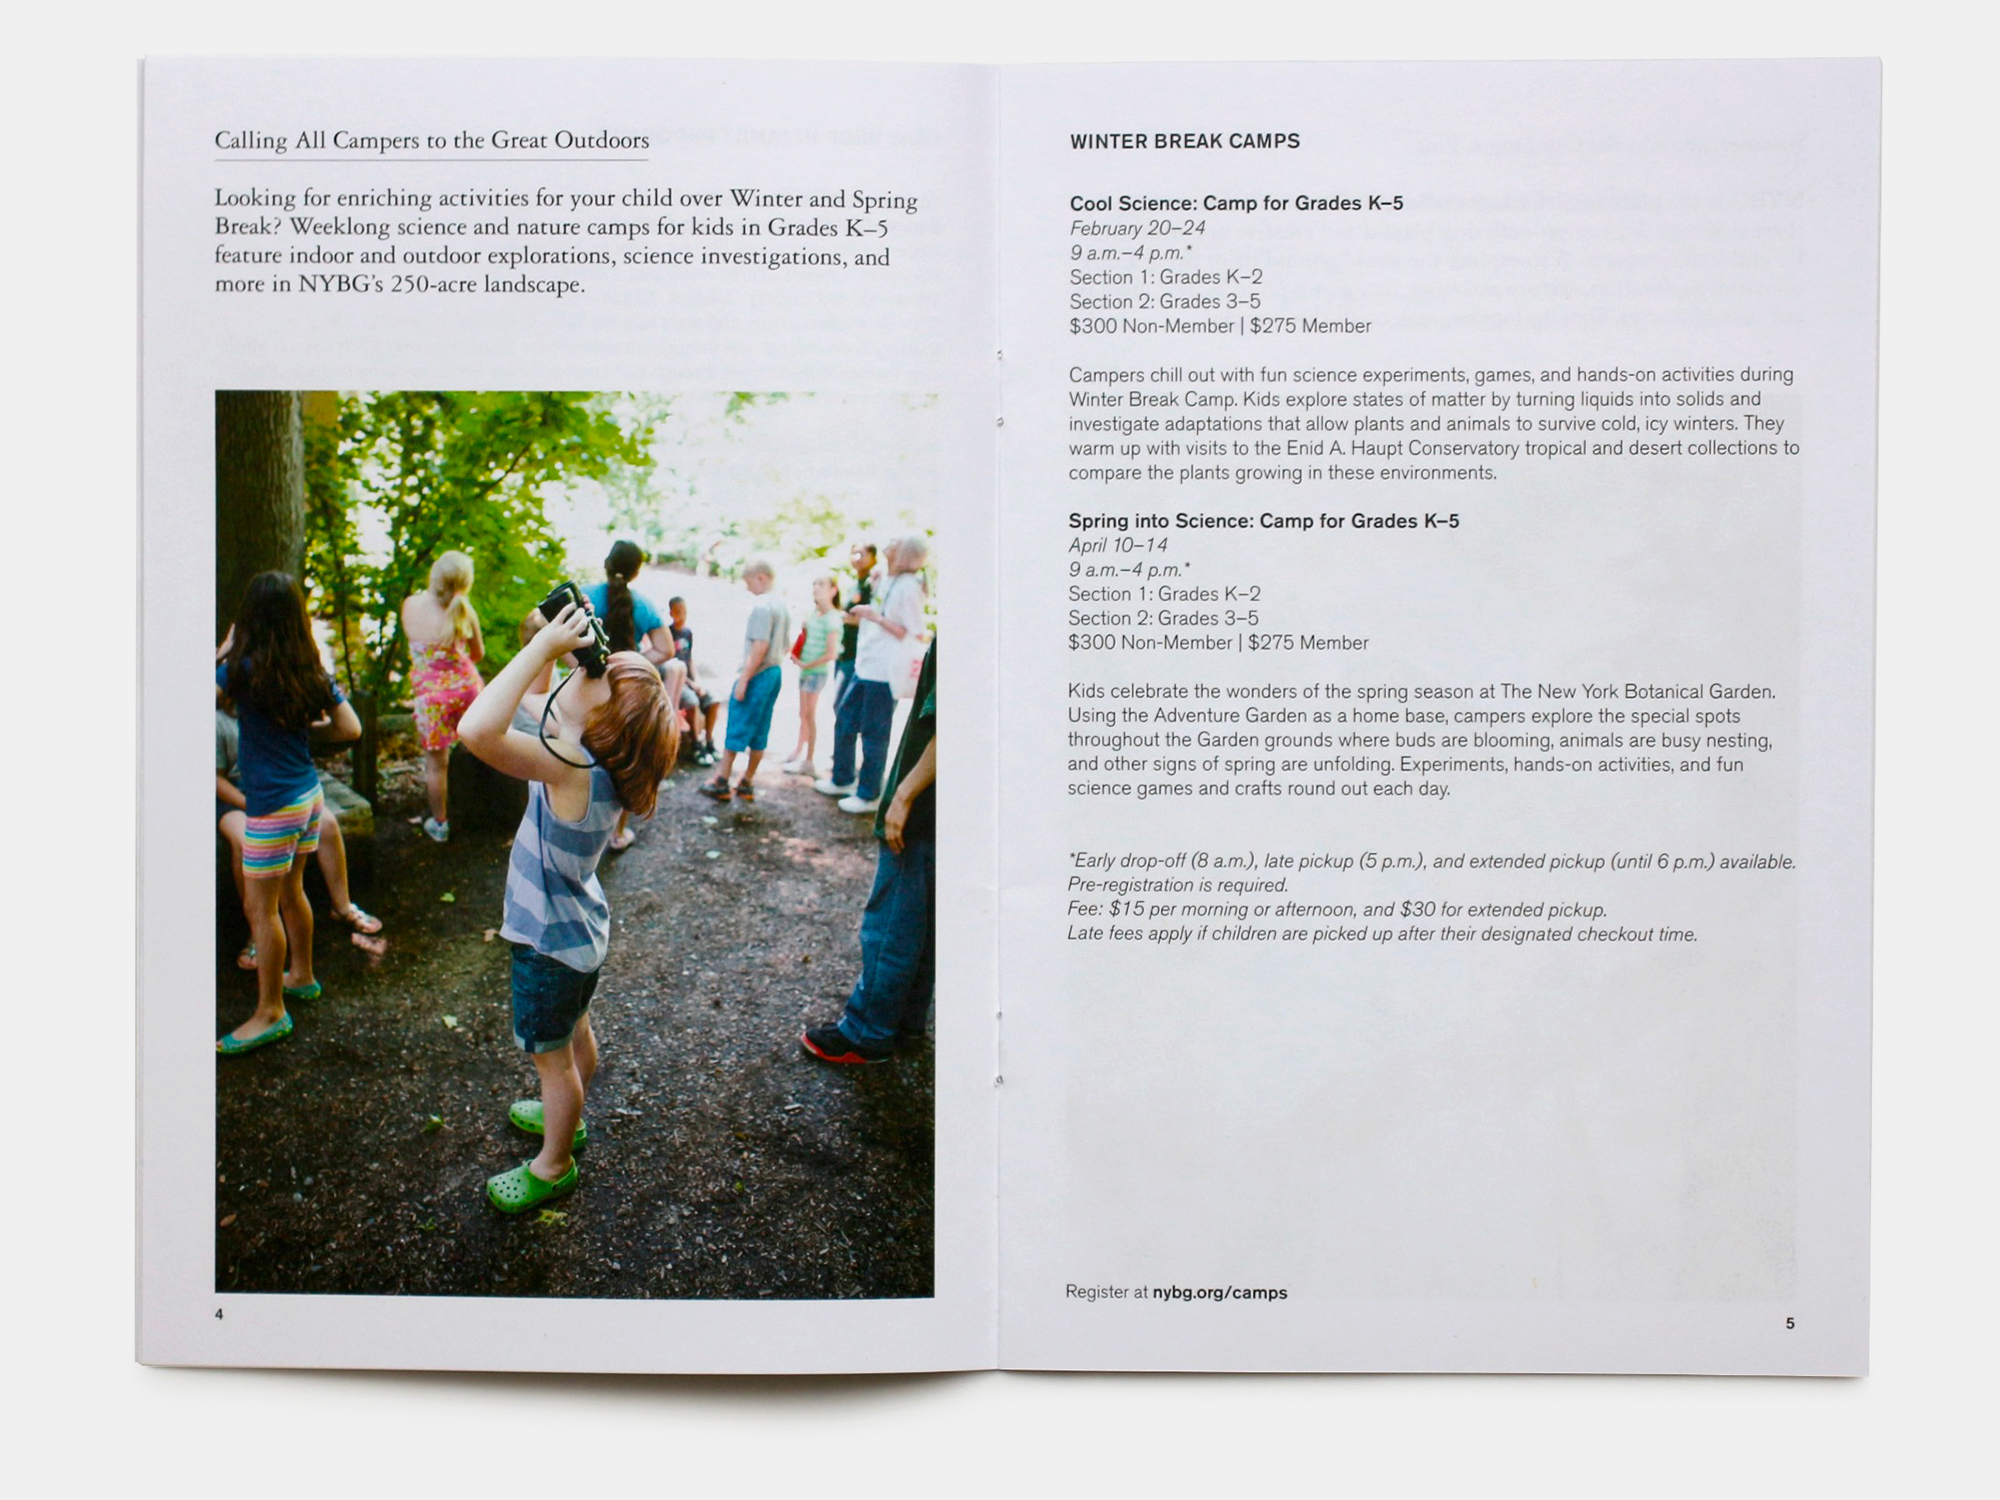 Calling All Campers to the Great Outdoors
Looking for enriching activities for your child over Winter and Spring
Break? Weeklong science and nature camps for kids in Grades K–5
feature indoor and outdoor explorations, science investigations, and
more in NYBG's 250-acre landscape.
4
WINTER BREAK CAMPS
Cool Science: Camp for Grades K–5
February 20–24
9 a.m.–4 p.m.*
Section 1: Grades K–2
Section 2: Grades 3–5
$300 Non-Member | $275 Member
Campers chill out with fun science experiments, games, and hands-on activities during
Winter Break Camp. Kids explore states of matter by turning liquids into solids and
investigate adaptations that allow plants and animals to survive cold, icy winters. They
warm up with visits to the Enid A. Haupt Conservatory tropical and desert collections to
compare the plants growing in these environments.
Spring into Science: Camp for Grades K–5
April 10–14
9 a.m.–4 p.m.*
Section 1: Grades K–2
Section 2: Grades 3–5
$300 Non-Member | $275 Member
Kids celebrate the wonders of the spring season at The New York Botanical Garden.
Using the Adventure Garden as a home base, campers explore the special spots
throughout the Garden grounds where buds are blooming, animals are busy nesting,
and other signs of spring are unfolding. Experiments, hands-on activities, and fun
science games and crafts round out each day.
*Early drop-off (8 a.m.), late pickup (5 p.m.), and extended pickup (until 6 p.m.) available.
Pre-registration is required.
Fee: $15 per morning or afternoon, and $30 for extended pickup.
Late fees apply if children are picked up after their designated checkout time.
Register at nybg.org/camps
5